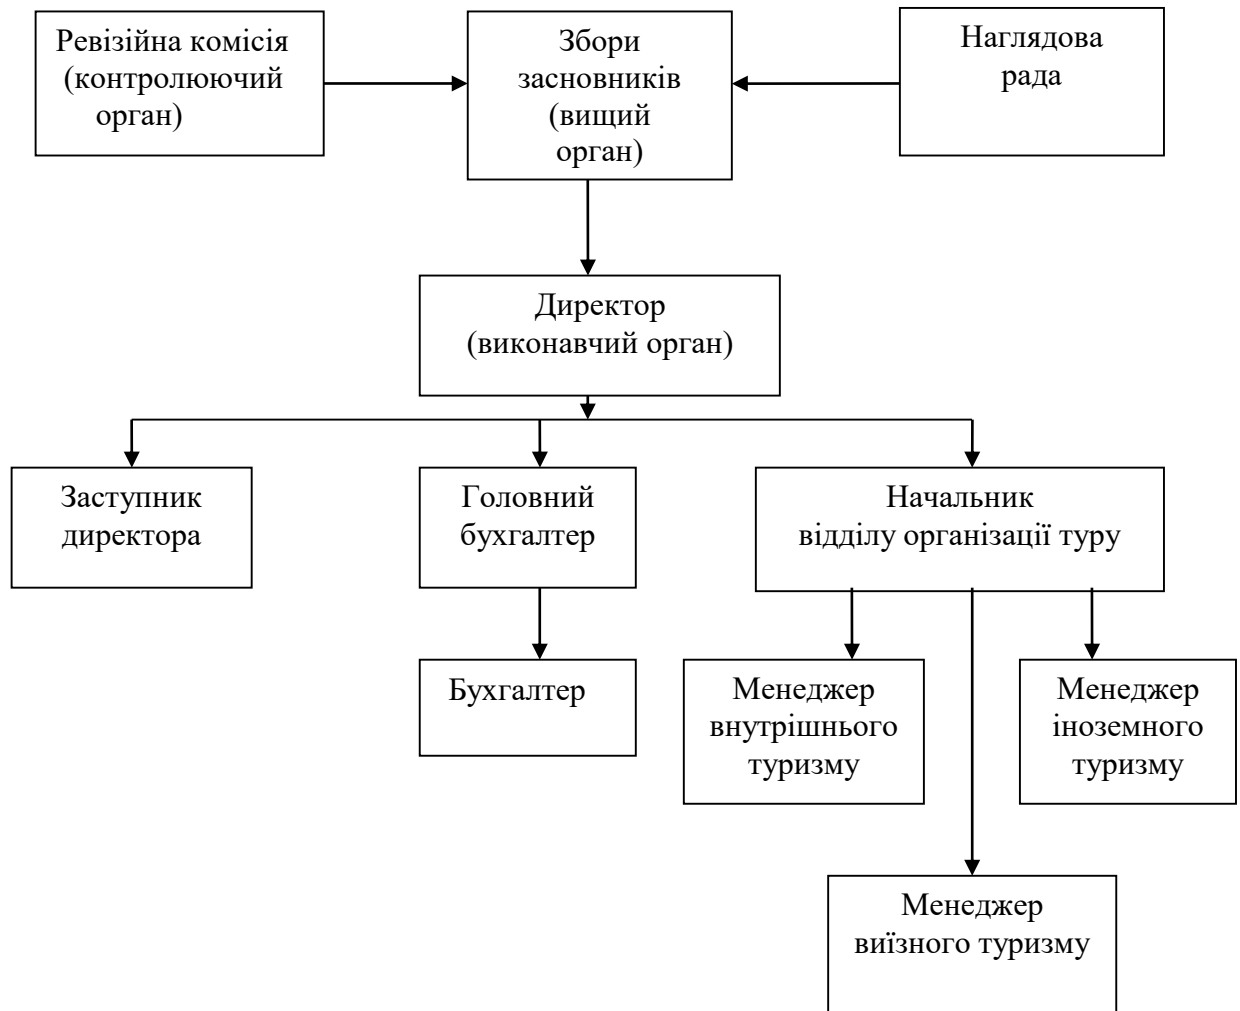 Ревізійна комісія
(контролюючий
орган)
Збори
засновників
(вищий
орган)
Наглядова
рада
Директор
(виконавчий орган)
Заступник
директора
Головний
бухгалтер
Начальник
відділу організації туру
Бухгалтер
Менеджер
внутрішнього
туризму
Менеджер
іноземного
туризму
Менеджер
виїзного туризму